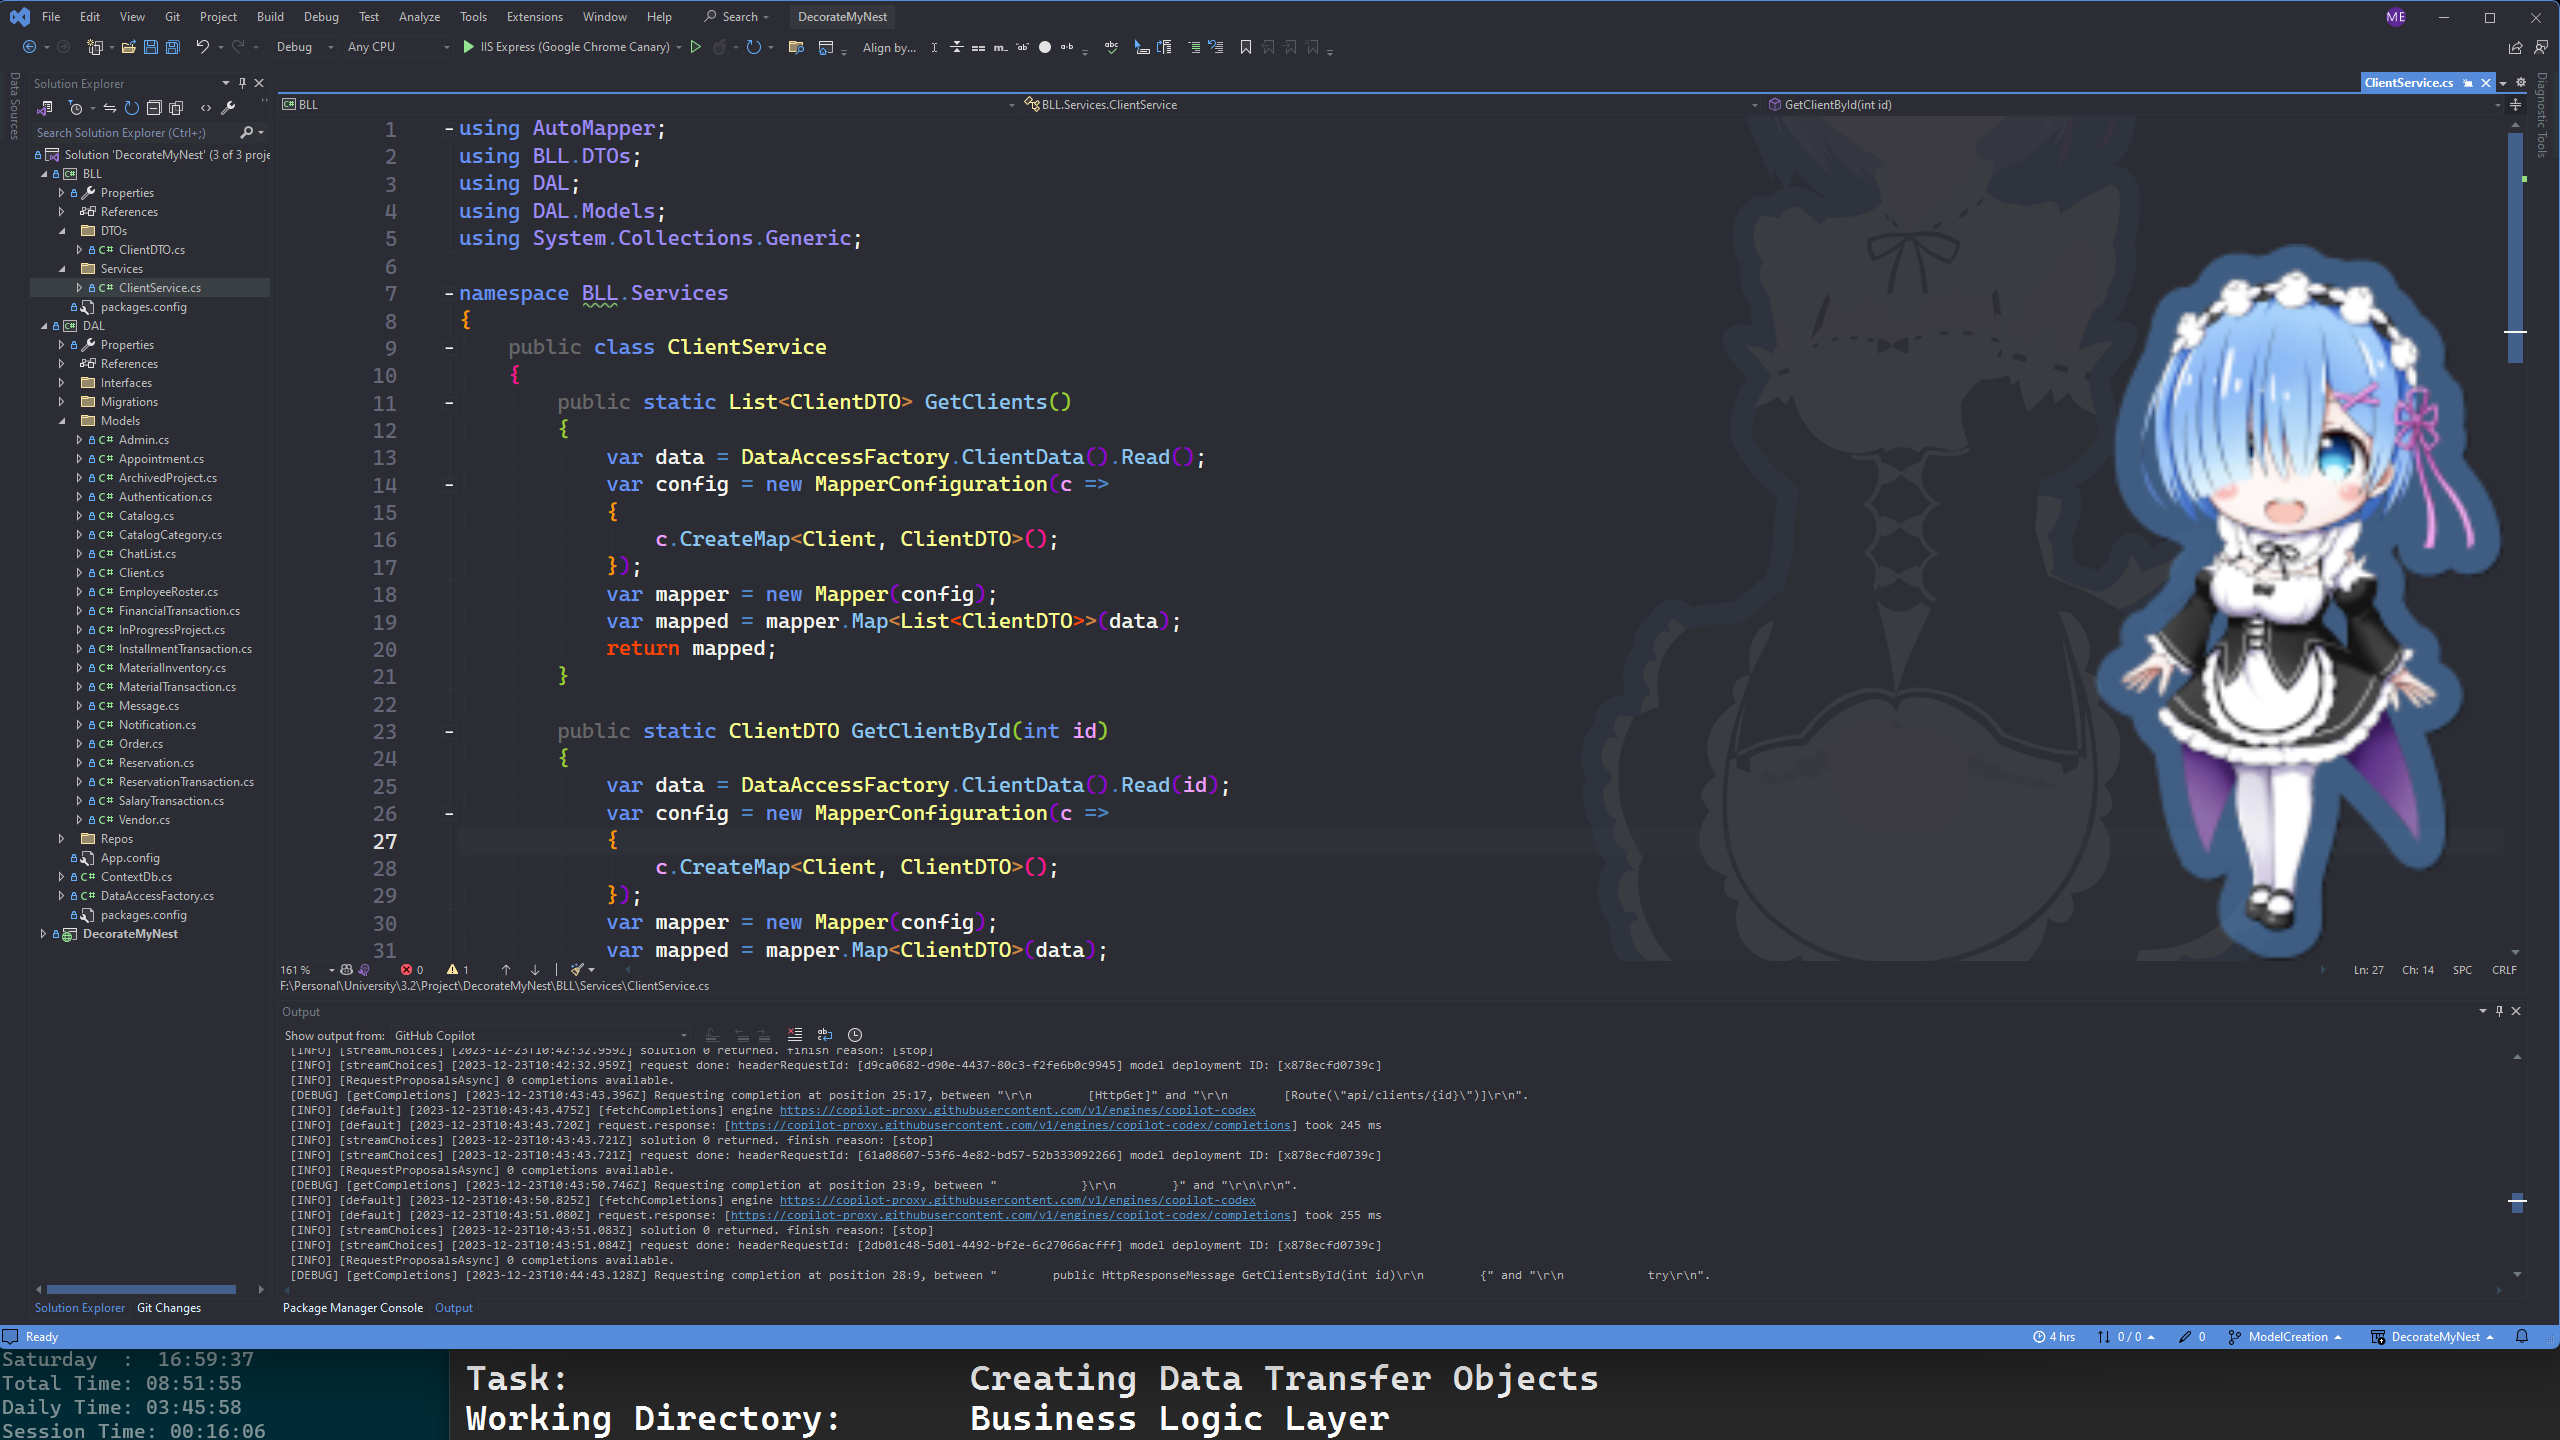 File Edit View Git Project Build Debug Test Analyze Tools Extensions Window Help Search DecorateMyNest ME
Debug Any CPU IIS Express (Google Chrome Canary) Align by...
Data Sources
Solution Explorer
Search Solution Explorer (Ctrl+;)
Solution 'DecorateMyNest' (3 of 3 proje
BLL
Properties
References
DTOs
ClientDTO.cs
Services
ClientService.cs
packages.config
DAL
Properties
References
Interfaces
Migrations
Models
Admin.cs
Appointment.cs
ArchivedProject.cs
Authentication.cs
Catalog.cs
CatalogCategory.cs
ChatList.cs
Client.cs
EmployeeRoster.cs
FinancialTransaction.cs
InProgressProject.cs
InstallmentTransaction.cs
MaterialInventory.cs
MaterialTransaction.cs
Message.cs
Notification.cs
Order.cs
Reservation.cs
ReservationTransaction.cs
SalaryTransaction.cs
Vendor.cs
Repos
App.config
ContextDb.cs
DataAccessFactory.cs
packages.config
DecorateMyNest
Solution Explorer Git Changes
ClientService.cs
Diagnostic Tools
BLL BLL.Services.ClientService GetClientById(int id)
1 using AutoMapper;
2 using BLL.DTOs;
3 using DAL;
4 using DAL.Models;
5 using System.Collections.Generic;
6
7 namespace BLL.Services
8 {
9 public class ClientService
10 {
11 public static List<ClientDTO> GetClients()
12 {
13 var data = DataAccessFactory.ClientData().Read();
14 var config = new MapperConfiguration(c =>
15 {
16 c.CreateMap<Client, ClientDTO>();
17 });
18 var mapper = new Mapper(config);
19 var mapped = mapper.Map<List<ClientDTO>>(data);
20 return mapped;
21 }
22
23 public static ClientDTO GetClientById(int id)
24 {
25 var data = DataAccessFactory.ClientData().Read(id);
26 var config = new MapperConfiguration(c =>
27 {
28 c.CreateMap<Client, ClientDTO>();
29 });
30 var mapper = new Mapper(config);
31 var mapped = mapper.Map<ClientDTO>(data);
161 % 0 1 Ln: 27 Ch: 14 SPC CRLF
F:\Personal\University\3.2\Project\DecorateMyNest\BLL\Services\ClientService.cs
Output
Show output from: GitHub Copilot
[INFO] [streamChoices] [2023-12-23T10:42:32.959Z] solution 0 returned. finish reason: [stop]
[INFO] [streamChoices] [2023-12-23T10:42:32.959Z] request done: headerRequestId: [d9ca0682-d90e-4437-80c3-f2fe6b0c9945] model deployment ID: [x878ecfd0739c]
[INFO] [RequestProposalsAsync] 0 completions available.
[DEBUG] [getCompletions] [2023-12-23T10:43:43.396Z] Requesting completion at position 25:17, between "\r\n [HttpGet]" and "\r\n [Route(\"api/clients/{id}\")]\r\n".
[INFO] [default] [2023-12-23T10:43:43.475Z] [fetchCompletions] engine https://copilot-proxy.githubusercontent.com/v1/engines/copilot-codex
[INFO] [default] [2023-12-23T10:43:43.720Z] request.response: [https://copilot-proxy.githubusercontent.com/v1/engines/copilot-codex/completions] took 245 ms
[INFO] [streamChoices] [2023-12-23T10:43:43.721Z] solution 0 returned. finish reason: [stop]
[INFO] [streamChoices] [2023-12-23T10:43:43.721Z] request done: headerRequestId: [61a08607-53f6-4e82-bd57-52b333092266] model deployment ID: [x878ecfd0739c]
[INFO] [RequestProposalsAsync] 0 completions available.
[DEBUG] [getCompletions] [2023-12-23T10:43:50.746Z] Requesting completion at position 23:9, between " }\r\n }" and "\r\n\r\n".
[INFO] [default] [2023-12-23T10:43:50.825Z] [fetchCompletions] engine https://copilot-proxy.githubusercontent.com/v1/engines/copilot-codex
[INFO] [default] [2023-12-23T10:43:51.080Z] request.response: [https://copilot-proxy.githubusercontent.com/v1/engines/copilot-codex/completions] took 255 ms
[INFO] [streamChoices] [2023-12-23T10:43:51.083Z] solution 0 returned. finish reason: [stop]
[INFO] [streamChoices] [2023-12-23T10:43:51.084Z] request done: headerRequestId: [2db01c48-5d01-4492-bf2e-6c27066acfff] model deployment ID: [x878ecfd0739c]
[INFO] [RequestProposalsAsync] 0 completions available.
[DEBUG] [getCompletions] [2023-12-23T10:44:43.128Z] Requesting completion at position 28:9, between " public HttpResponseMessage GetClientsById(int id)\r\n {" and "\r\n try\r\n".
Package Manager Console Output
Ready 4 hrs 0 / 0 0 ModelCreation DecorateMyNest
Saturday : 16:59:37
Total Time: 08:51:55
Daily Time: 03:45:58
Session Time: 00:16:06
Task: Creating Data Transfer Objects
Working Directory: Business Logic Layer